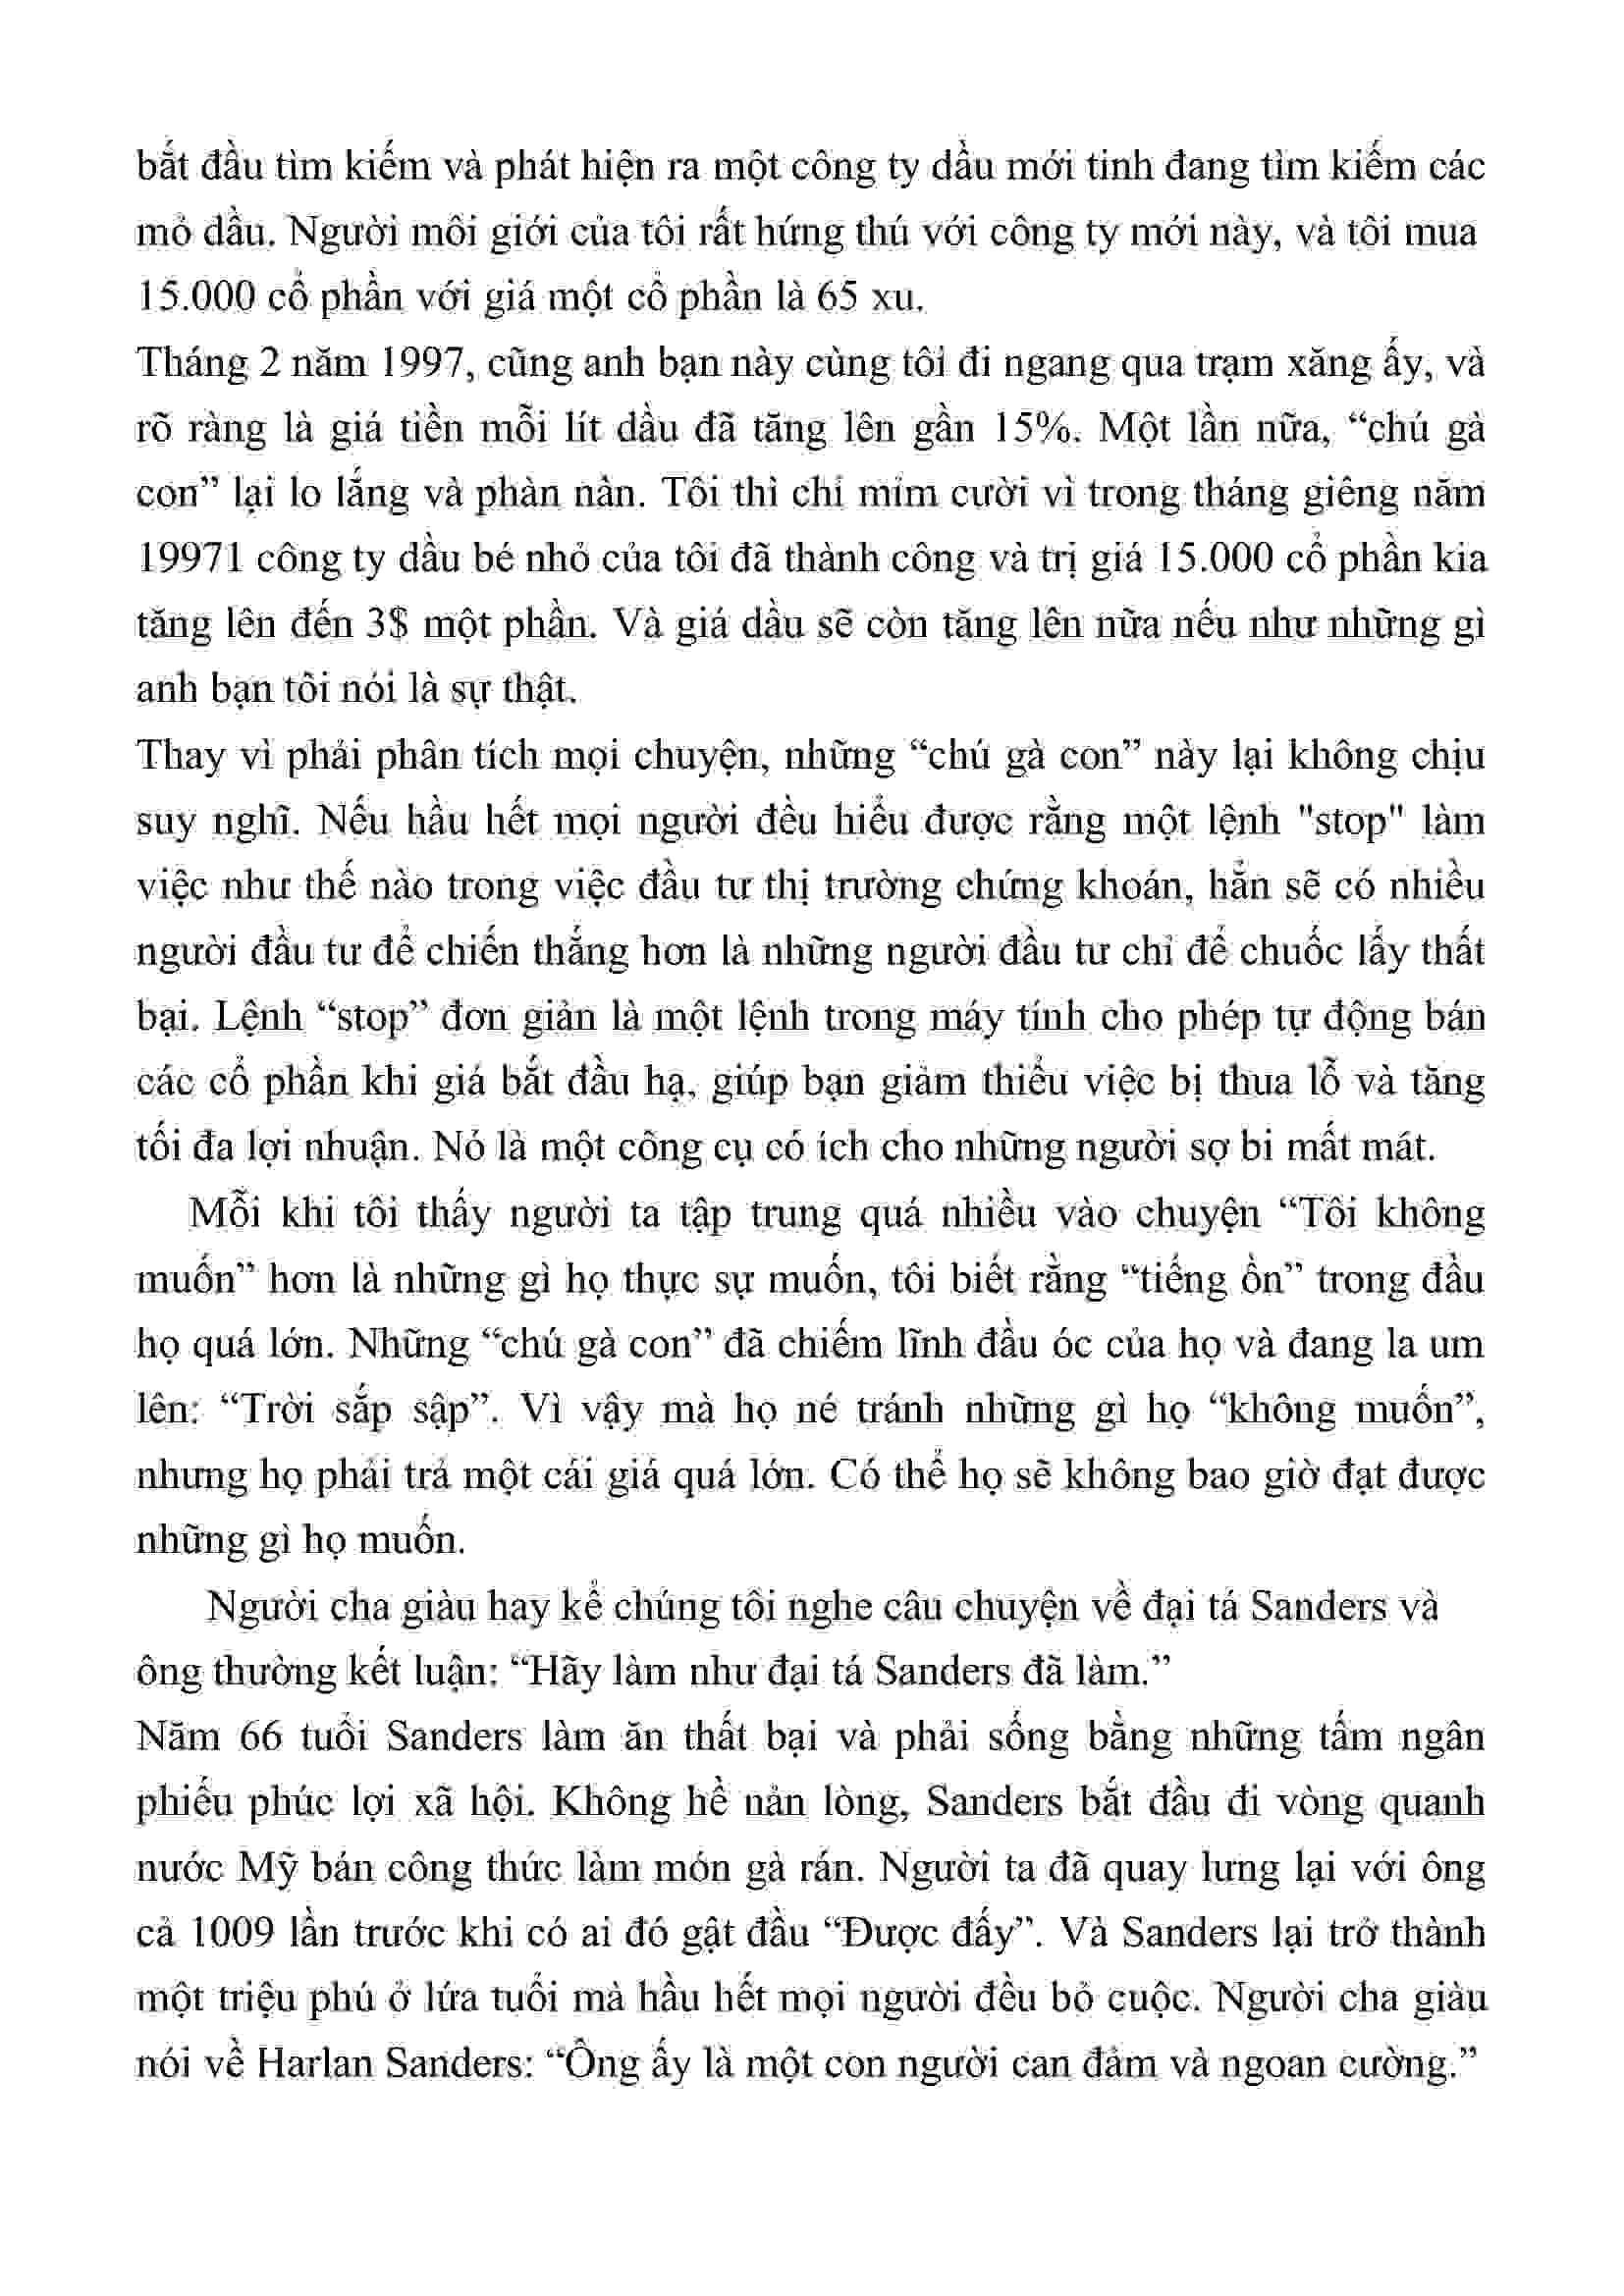 bắt đầu tìm kiếm và phát hiện ra một công ty dầu mới tinh đang tìm kiếm các
mỏ dầu. Người môi giới của tôi rất hứng thú với công ty mới này, và tôi mua
15.000 cổ phần với giá một cổ phần là 65 xu.
Tháng 2 năm 1997, cũng anh bạn này cùng tôi đi ngang qua trạm xăng ấy, và
rõ ràng là giá tiền mỗi lít dầu đã tăng lên gần 15%. Một lần nữa, “chú gà
con” lại lo lắng và phàn nàn. Tôi thì chỉ mỉm cười vì trong tháng giêng năm
19971 công ty dầu bé nhỏ của tôi đã thành công và trị giá 15.000 cổ phần kia
tăng lên đến 3$ một phần. Và giá dầu sẽ còn tăng lên nữa nếu như những gì
anh bạn tôi nói là sự thật.
Thay vì phải phân tích mọi chuyện, những “chú gà con” này lại không chịu
suy nghĩ. Nếu hầu hết mọi người đều hiểu được rằng một lệnh "stop" làm
việc như thế nào trong việc đầu tư thị trường chứng khoán, hẳn sẽ có nhiều
người đầu tư để chiến thắng hơn là những người đầu tư chỉ để chuốc lấy thất
bại. Lệnh “stop” đơn giản là một lệnh trong máy tính cho phép tự động bán
các cổ phần khi giá bắt đầu hạ, giúp bạn giảm thiểu việc bị thua lỗ và tăng
tối đa lợi nhuận. Nó là một công cụ có ích cho những người sợ bi mất mát.
Mỗi khi tôi thấy người ta tập trung quá nhiều vào chuyện “Tôi không
muốn” hơn là những gì họ thực sự muốn, tôi biết rằng “tiếng ồn” trong đầu
họ quá lớn. Những “chú gà con” đã chiếm lĩnh đầu óc của họ và đang la um
lên: “Trời sắp sập”. Vì vậy mà họ né tránh những gì họ “không muốn”,
nhưng họ phải trả một cái giá quá lớn. Có thể họ sẽ không bao giờ đạt được
những gì họ muốn.
Người cha giàu hay kể chúng tôi nghe câu chuyện về đại tá Sanders và
ông thường kết luận: “Hãy làm như đại tá Sanders đã làm.”
Năm 66 tuổi Sanders làm ăn thất bại và phải sống bằng những tấm ngân
phiếu phúc lợi xã hội. Không hề nản lòng, Sanders bắt đầu đi vòng quanh
nước Mỹ bán công thức làm món gà rán. Người ta đã quay lưng lại với ông
cả 1009 lần trước khi có ai đó gật đầu “Được đấy”. Và Sanders lại trở thành
một triệu phú ở lứa tuổi mà hầu hết mọi người đều bỏ cuộc. Người cha giàu
nói về Harlan Sanders: “Ông ấy là một con người can đảm và ngoan cường.”